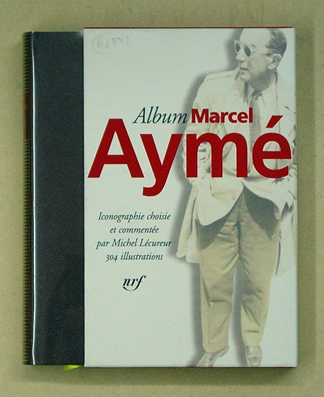 Album Marcel
Aymé
Iconographie choisie
et commentée
par Michel Lécureur
304 illustrations
nrf